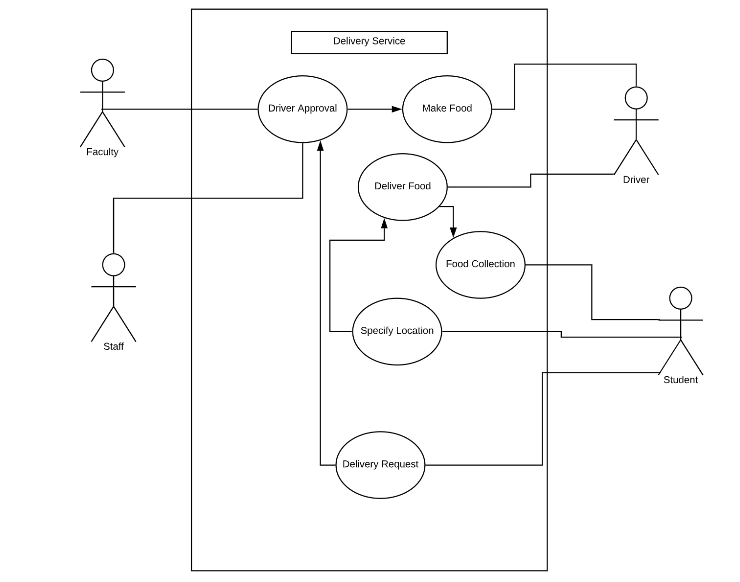 Delivery Service
Driver Approval
Make Food
Faculty
Deliver Food
Driver
Food Collection
Specify Location
Staff
Student
Delivery Request